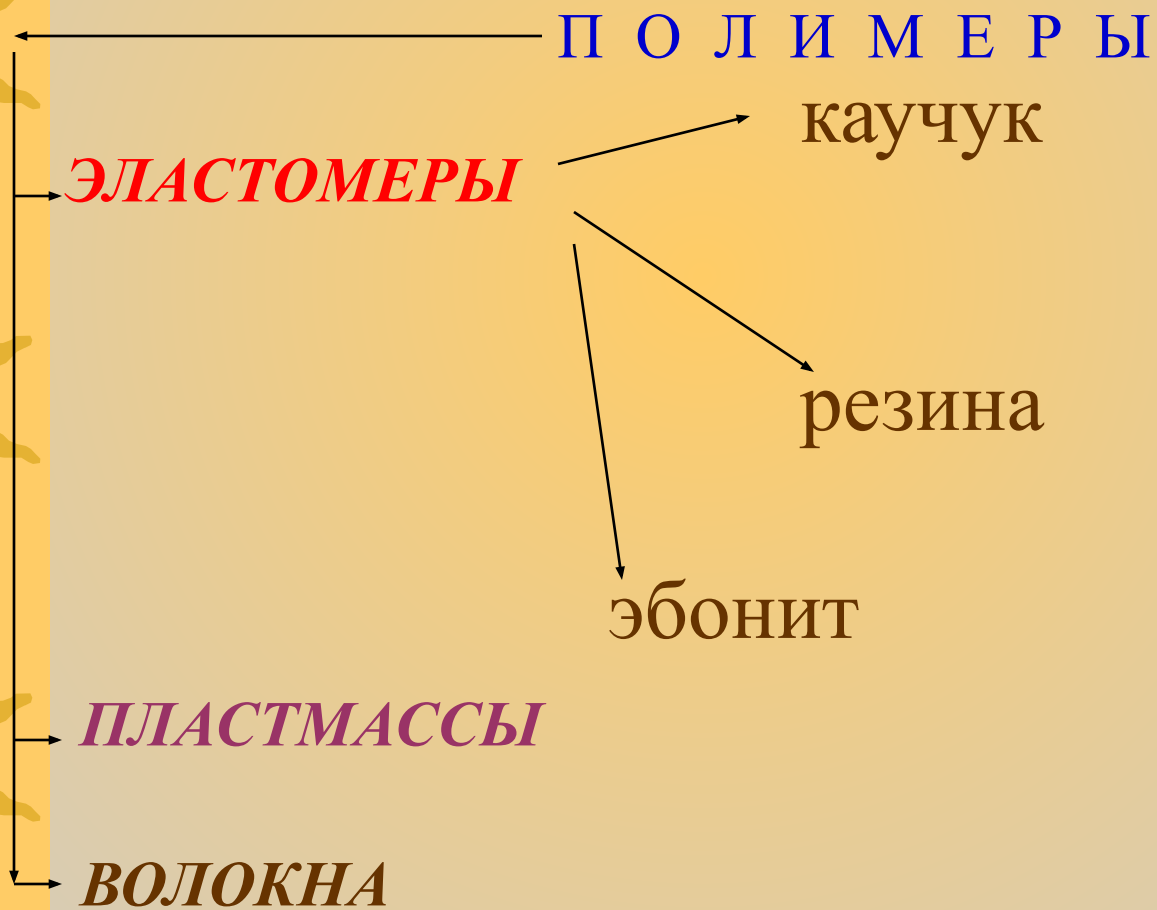 П О Л И М Е Р Ы
каучук
ЭЛАСТОМЕРЫ
резина
эбонит
ПЛАСТМАССЫ
ВОЛОКНА